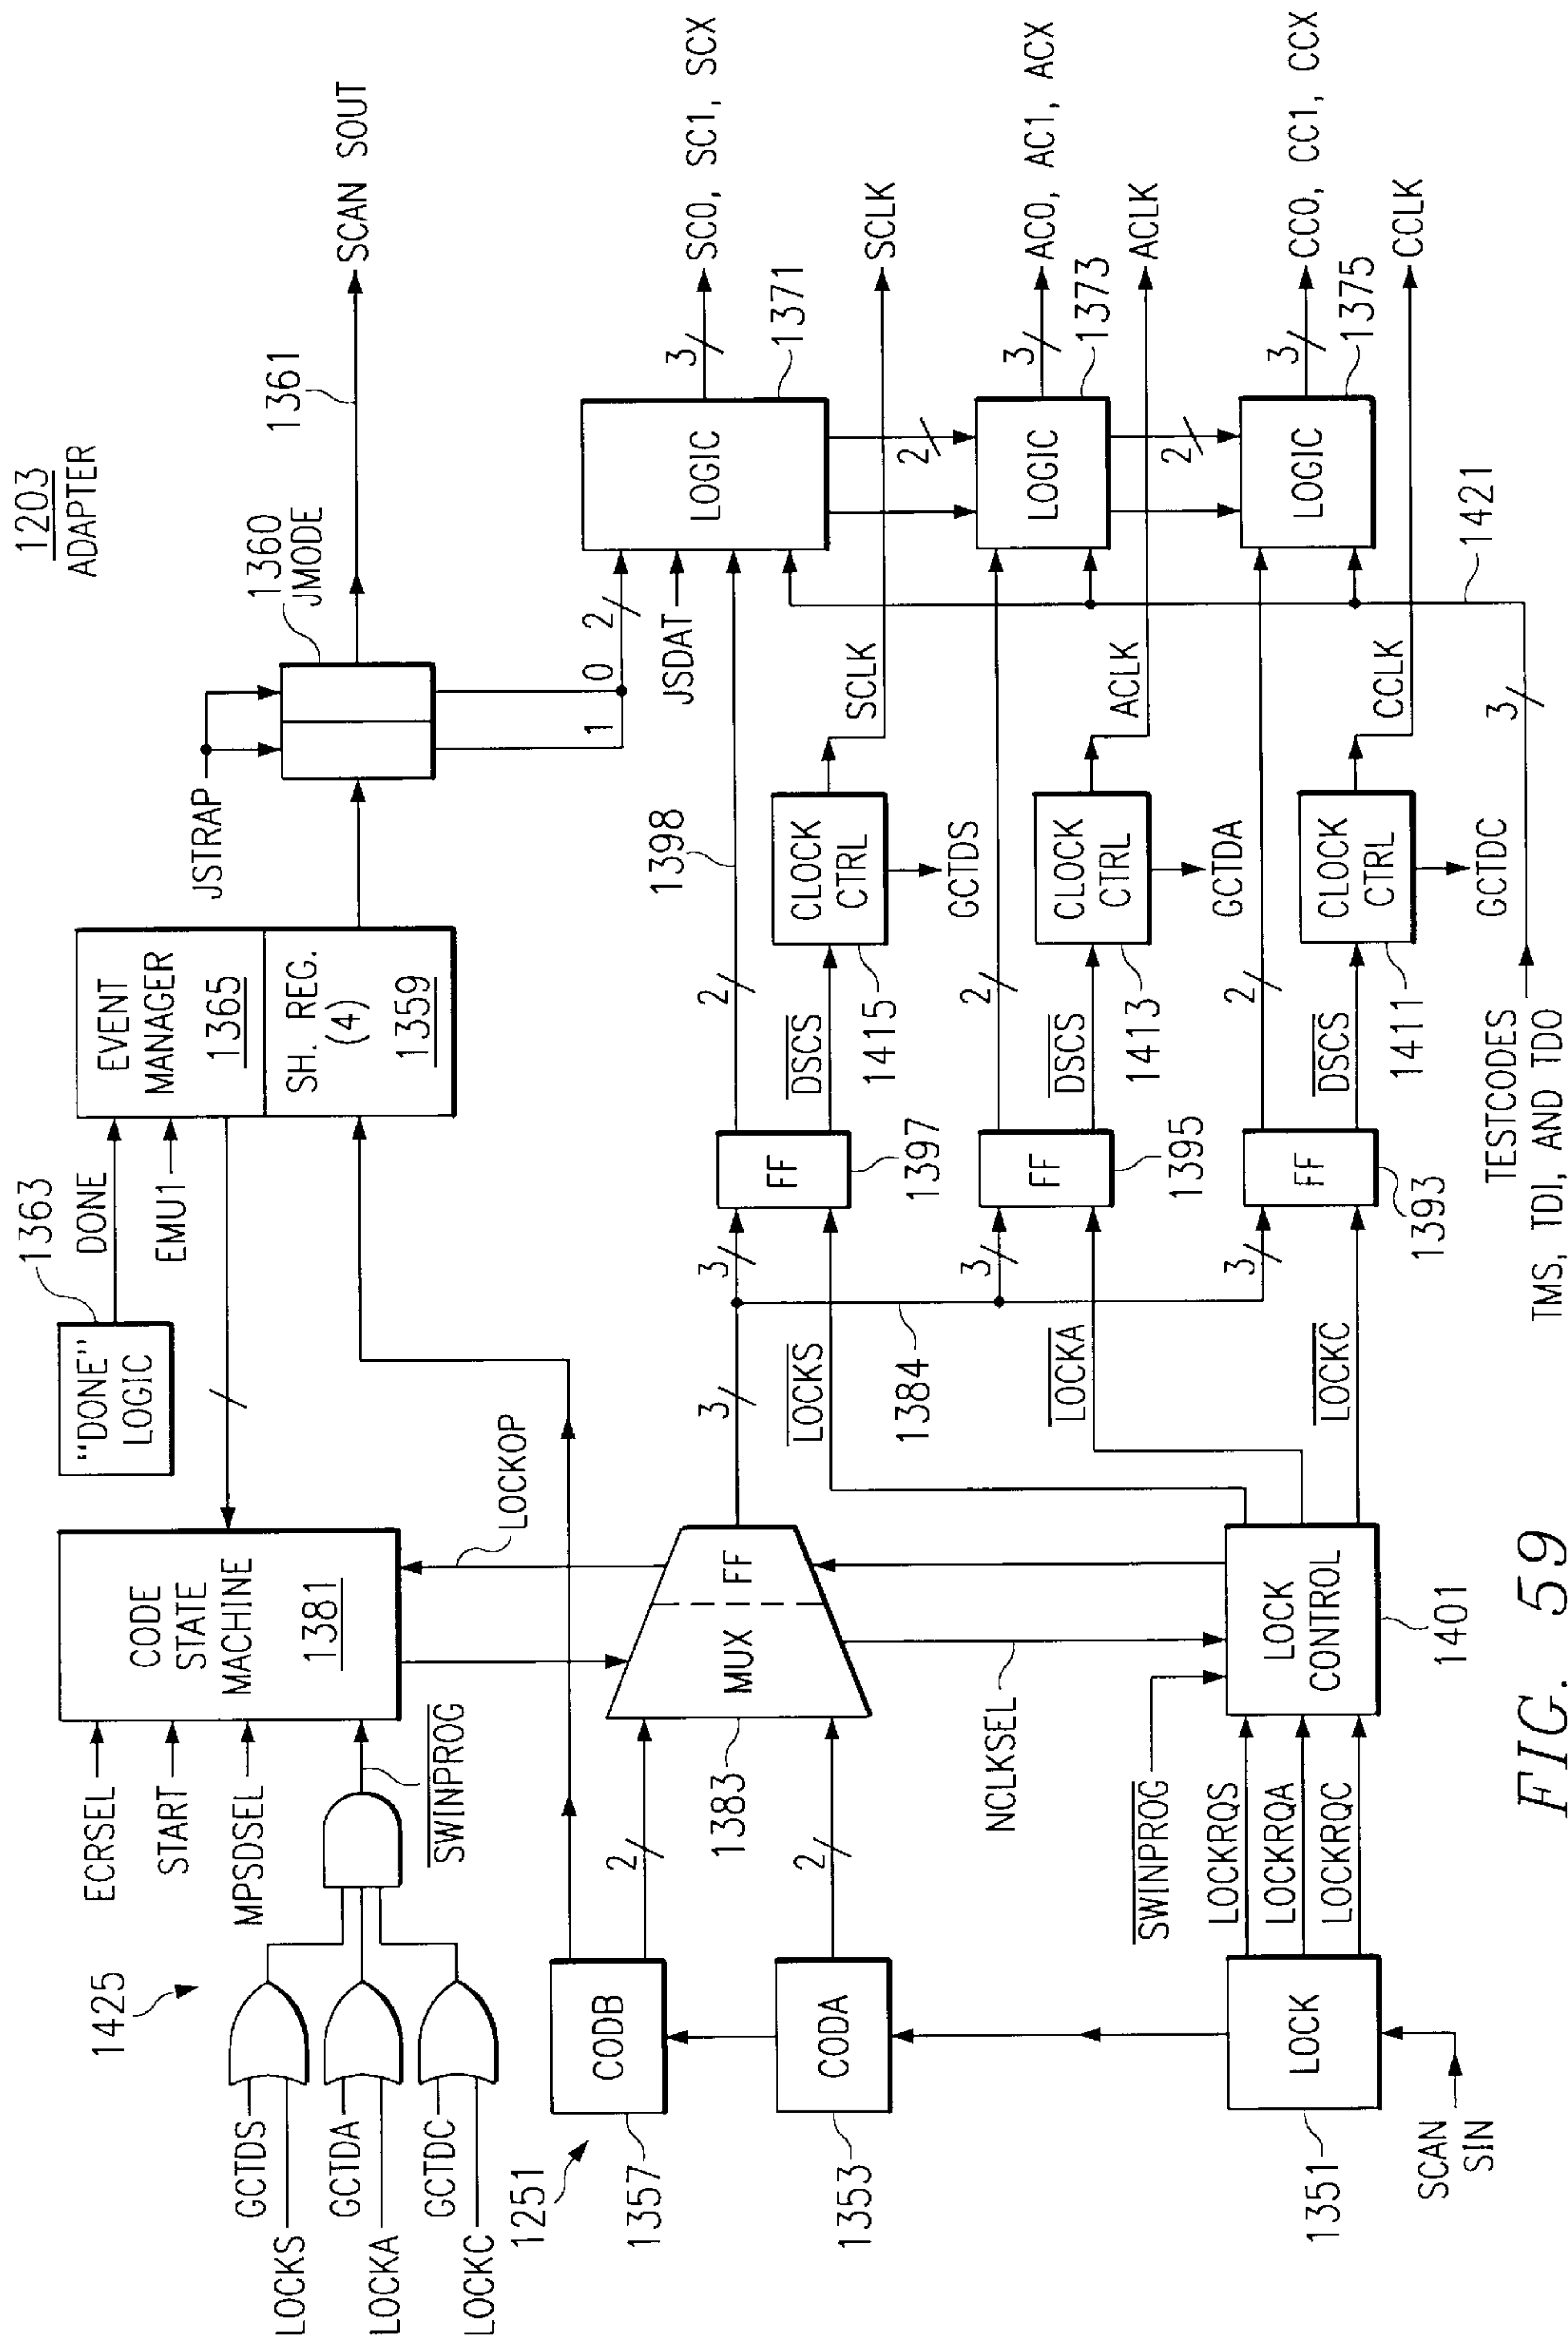 1203
ADAPTER
GCTDS
LOCKS
GCTDA
LOCKA
GCTDC
LOCKC
1425
ECRSEL
START
MPSDSEL
SWINPROG
CODE
STATE
MACHINE
1381
"DONE"
LOGIC
1363
DONE
EMU1
EVENT
MANAGER
1365
SH. REG.
(4)
1359
JSTRAP
1360
JMODE
1361
SCAN SOUT
1
0
2
LOCKOP
1251
CODB
1357
2
CODA
1353
2
MUX
FF
1383
3
1384
NCLKSEL
SWINPROG
LOCK
1351
SCAN
SIN
LOCKRQS
LOCKRQA
LOCKRQC
LOCK
CONTROL
1401
LOCKS
LOCKA
LOCKC
3
FF
1397
3
FF
1395
3
FF
1393
2
1398
JSDAT
DSCS
CLOCK
CTRL
1415
GCTDS
SCLK
2
DSCS
CLOCK
CTRL
1413
GCTDA
ACLK
2
DSCS
CLOCK
CTRL
1411
GCTDC
CCLK
LOGIC
1371
3
SC0, SC1, SCX
SCLK
2
LOGIC
1373
3
AC0, AC1, ACX
ACLK
2
LOGIC
1375
3
CC0, CC1, CCX
CCLK
1421
3
TESTCODES
TMS, TDI, AND TDO
FIG. 59